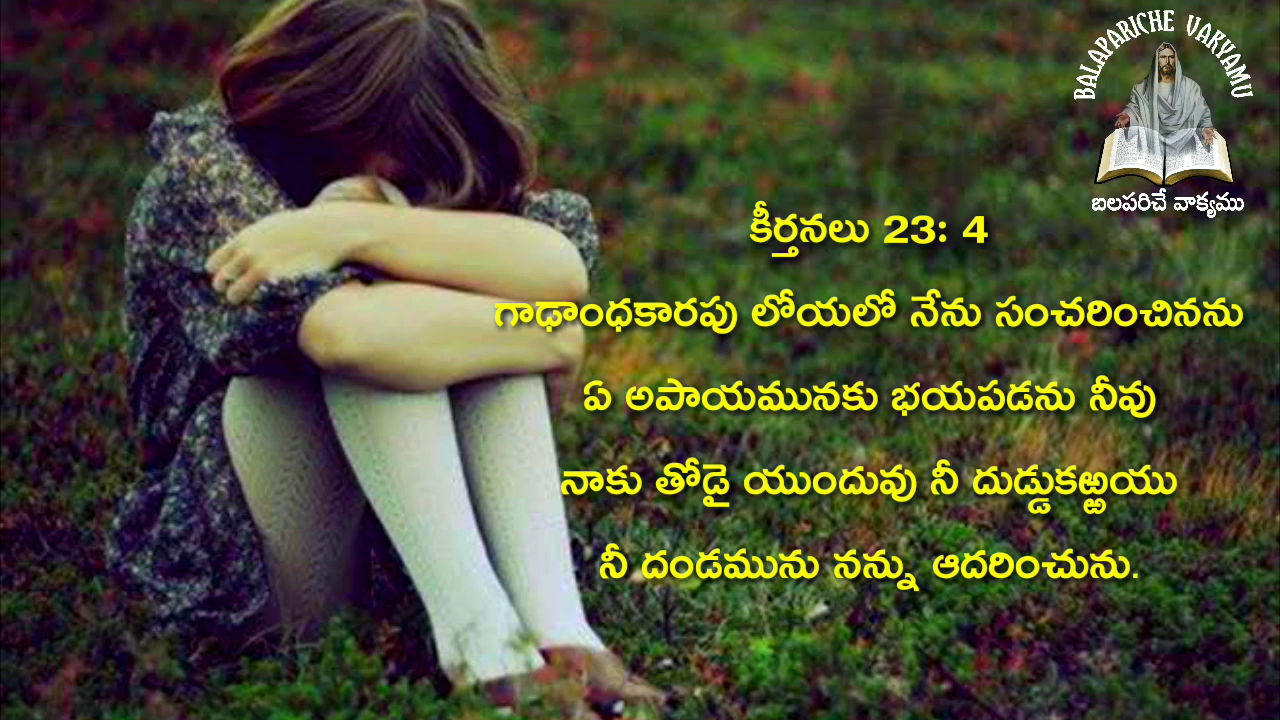 BALAPARICHE VAKYAMU
బలపరిచే వాక్యము
కీర్తనలు 23: 4
గాఢాంధకారపు లోయలో నేను సంచరించినను
ఏ అపాయమునకు భయపడను నీవు
నాకు తోడై యుందువు నీ దుడ్డుకఱ్ఱయు
నీ దండమును నన్ను ఆదరించును.